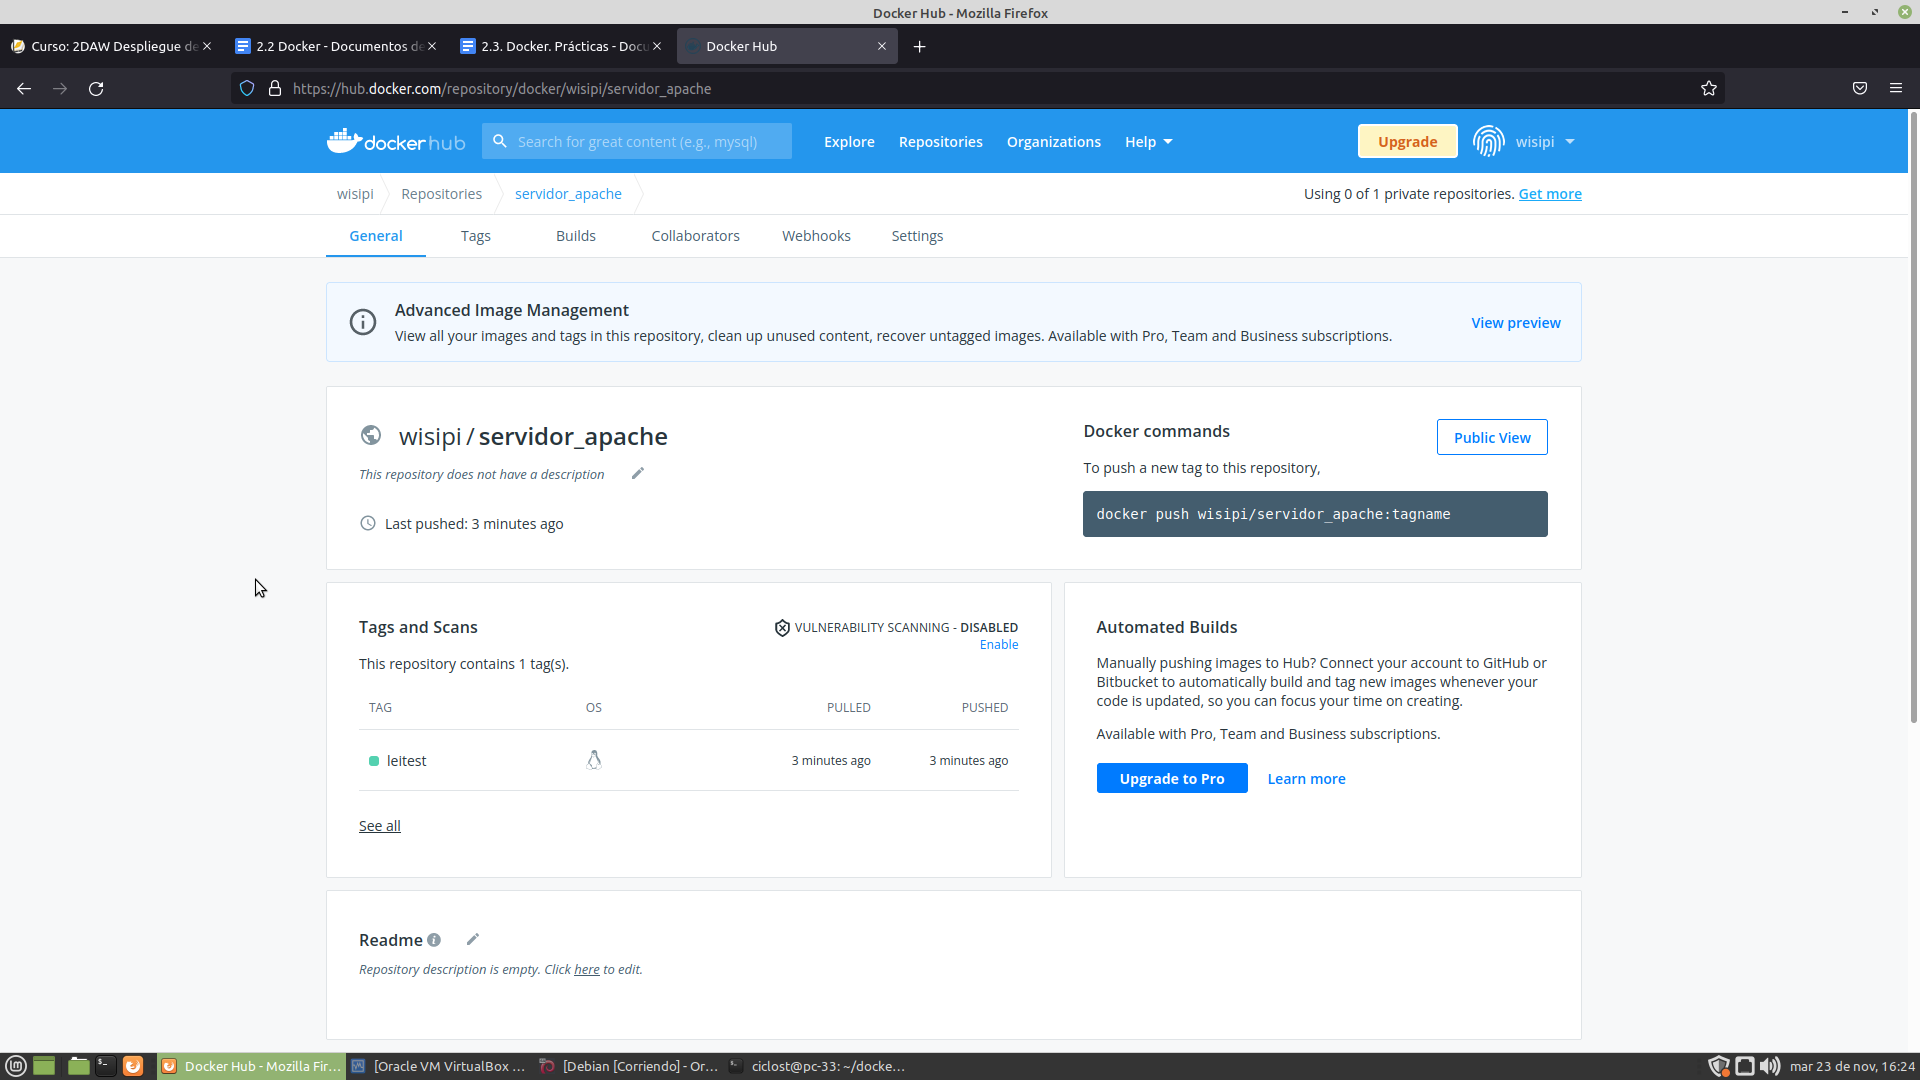 Docker Hub - Mozilla Firefox
Curso: 2DAW Despliegue de
2.2 Docker - Documentos de
2.3. Docker. Prácticas - Docu
Docker Hub
https://hub.docker.com/repository/docker/wisipi/servidor_apache
docker hub
Search for great content (e.g., mysql)
Explore
Repositories
Organizations
Help
Upgrade
wisipi
wisipi
Repositories
servidor_apache
Using 0 of 1 private repositories. Get more
General
Tags
Builds
Collaborators
Webhooks
Settings
Advanced Image Management
View all your images and tags in this repository, clean up unused content, recover untagged images. Available with Pro, Team and Business subscriptions.
View preview
wisipi / servidor_apache
This repository does not have a description
Last pushed: 3 minutes ago
Docker commands
Public View
To push a new tag to this repository,
docker push wisipi/servidor_apache:tagname
Tags and Scans
VULNERABILITY SCANNING - DISABLED
Enable
This repository contains 1 tag(s).
TAG
OS
PULLED
PUSHED
leitest
3 minutes ago
3 minutes ago
See all
Automated Builds
Manually pushing images to Hub? Connect your account to GitHub or
Bitbucket to automatically build and tag new images whenever your
code is updated, so you can focus your time on creating.
Available with Pro, Team and Business subscriptions.
Upgrade to Pro
Learn more
Readme
Repository description is empty. Click here to edit.
Docker Hub - Mozilla Fir...
[Oracle VM VirtualBox ...
[Debian [Corriendo] - Or...
ciclost@pc-33: ~/docke...
mar 23 de nov, 16:24